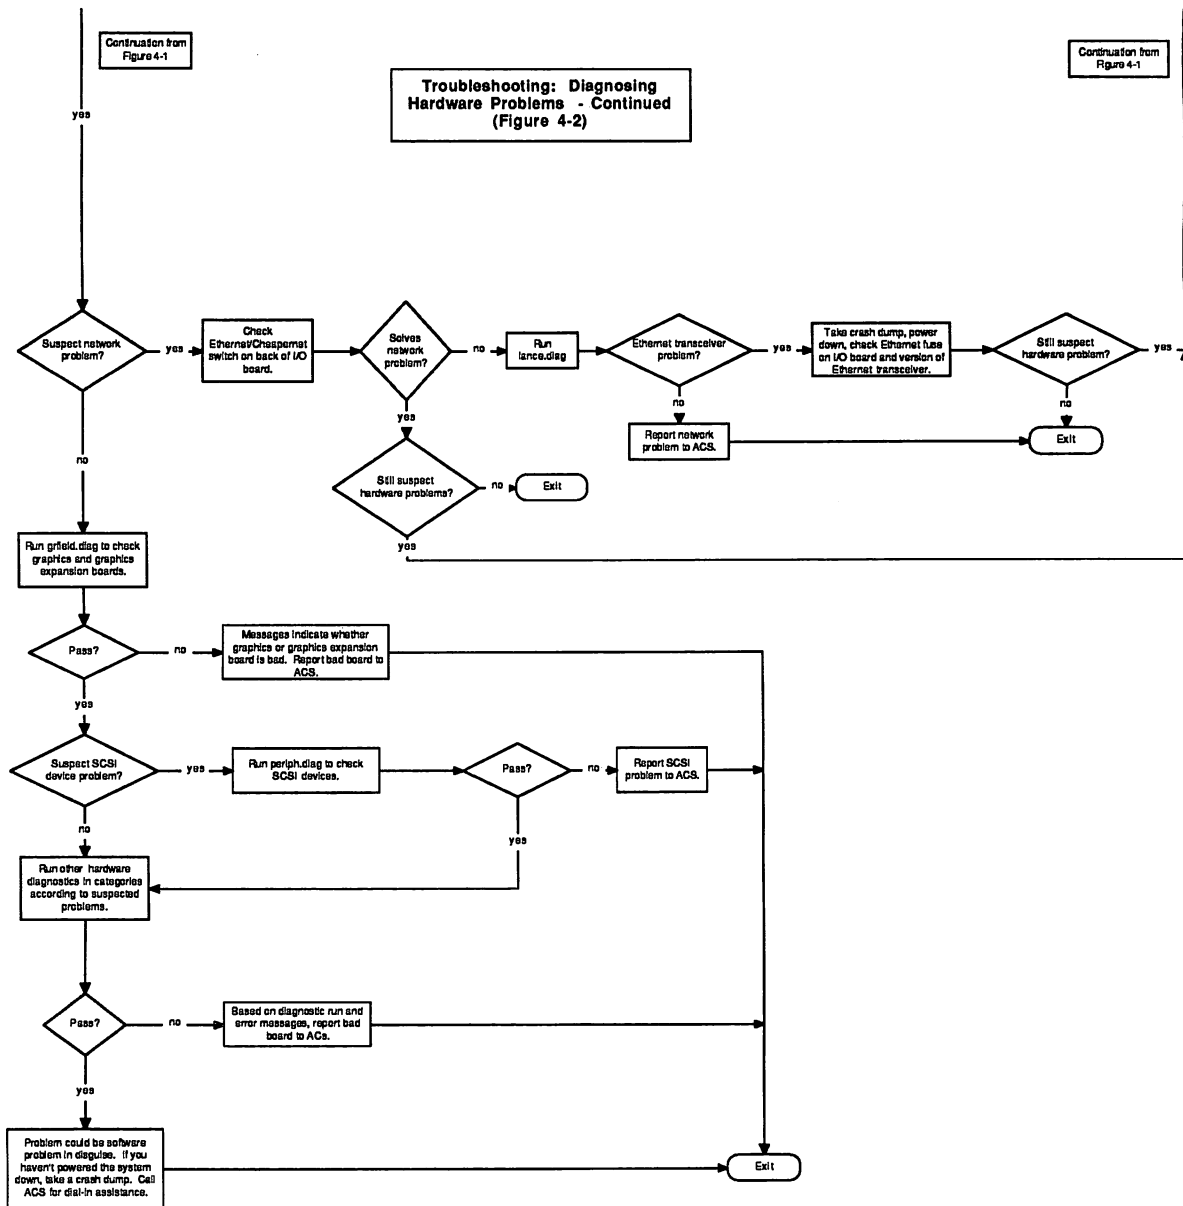 Continuation from
Figure 4-1
Continuation from
Figure 4-1
Troubleshooting: Diagnosing
Hardware Problems - Continued
(Figure 4-2)
yes
Suspect network
problem?
yes
Check
Ethernet/Cheapernet
switch on back of I/O
board.
Solves
network
problem?
no
Run
lance.diag
Ethernet transceiver
problem?
yes
Take crash dump, power
down, check Ethernet fuse
on I/O board and version of
Ethernet transceiver.
Still suspect
hardware problem?
yes
no
yes
no
Report network
problem to ACS.
Exit
no
Still suspect
hardware problems?
no
Exit
yes
Run grfield.diag to check
graphics and graphics
expansion boards.
Pass?
no
Messages indicate whether
graphics or graphics expansion
board is bad. Report bad board to
ACS.
yes
Suspect SCSI
device problem?
yes
Run periph.diag to check
SCSI devices.
Pass?
no
Report SCSI
problem to ACS.
no
yes
Run other hardware
diagnostics in categories
according to suspected
problems.
Pass?
no
Based on diagnostic run and
error messages, report bad
board to ACs.
yes
Problem could be software
problem in disguise. If you
haven't powered the system
down, take a crash dump. Call
ACS for dial-in assistance.
Exit